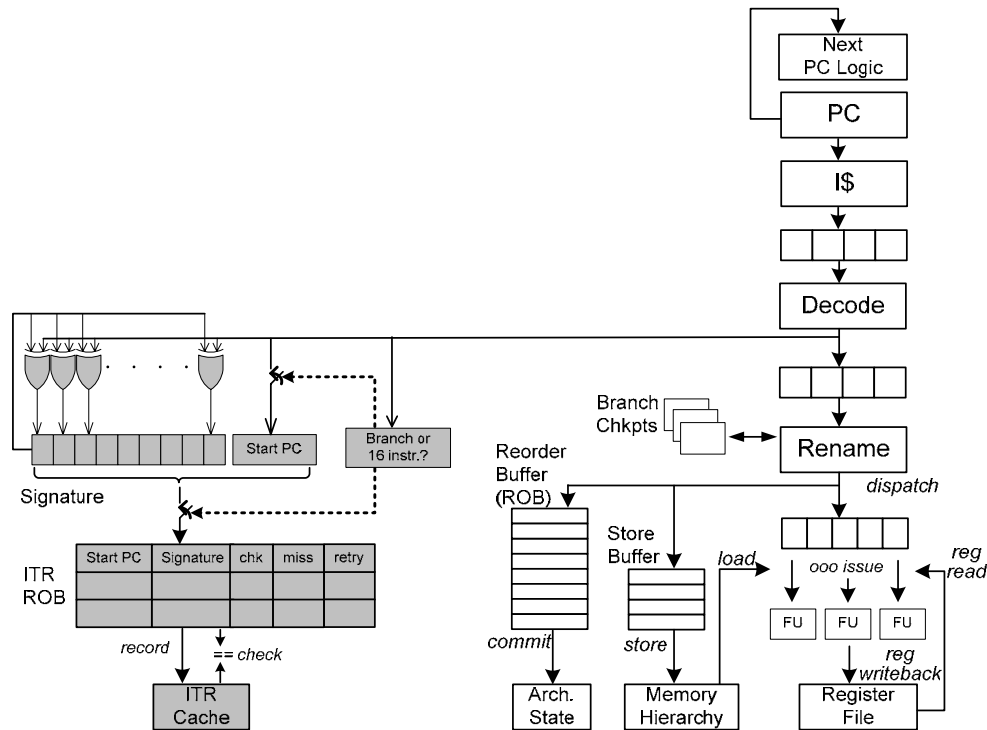 Next
PC Logic
PC
I$
Decode
Branch
Chkpts
Rename
dispatch
Start PC
Branch or
16 instr.?
Signature
Reorder
Buffer
(ROB)
Store
Buffer
load
ooo issue
reg
read
Start PC Signature chk miss retry
ITR
ROB
FU FU FU
record
== check
commit
store
reg
writeback
ITR
Cache
Arch.
State
Memory
Hierarchy
Register
File